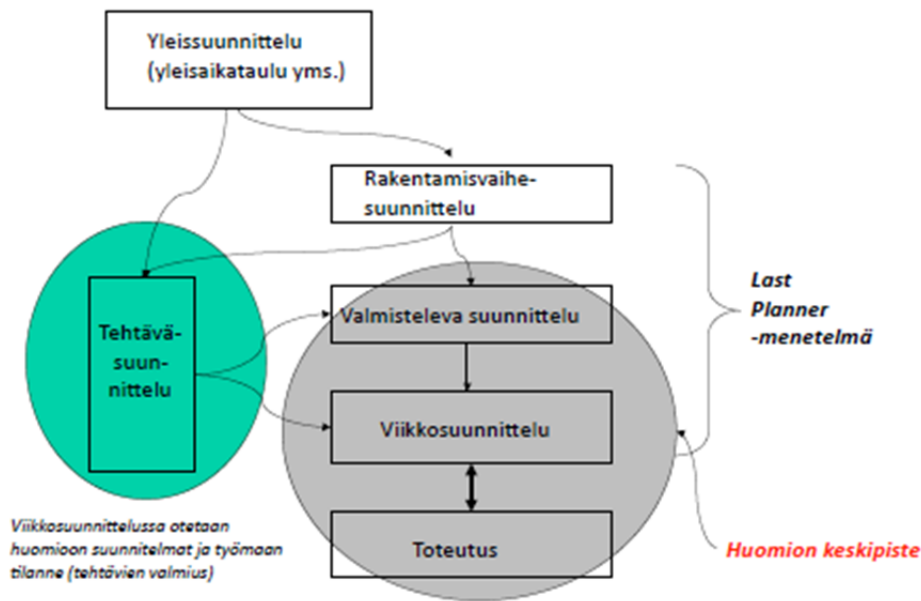 Yleissuunnittelu
(yleisaikataulu yms.)
Rakentamisvaihe-
suunnittelu
Tehtävä-
suun-
nittelu
Valmisteleva suunnittelu
Viikkosuunnittelu
Toteutus
Last
Planner
-menetelmä
Viikkosuunnittelussa otetaan
huomioon suunnitelmat ja työmaan
tilanne (tehtävien valmius)
Huomion keskipiste